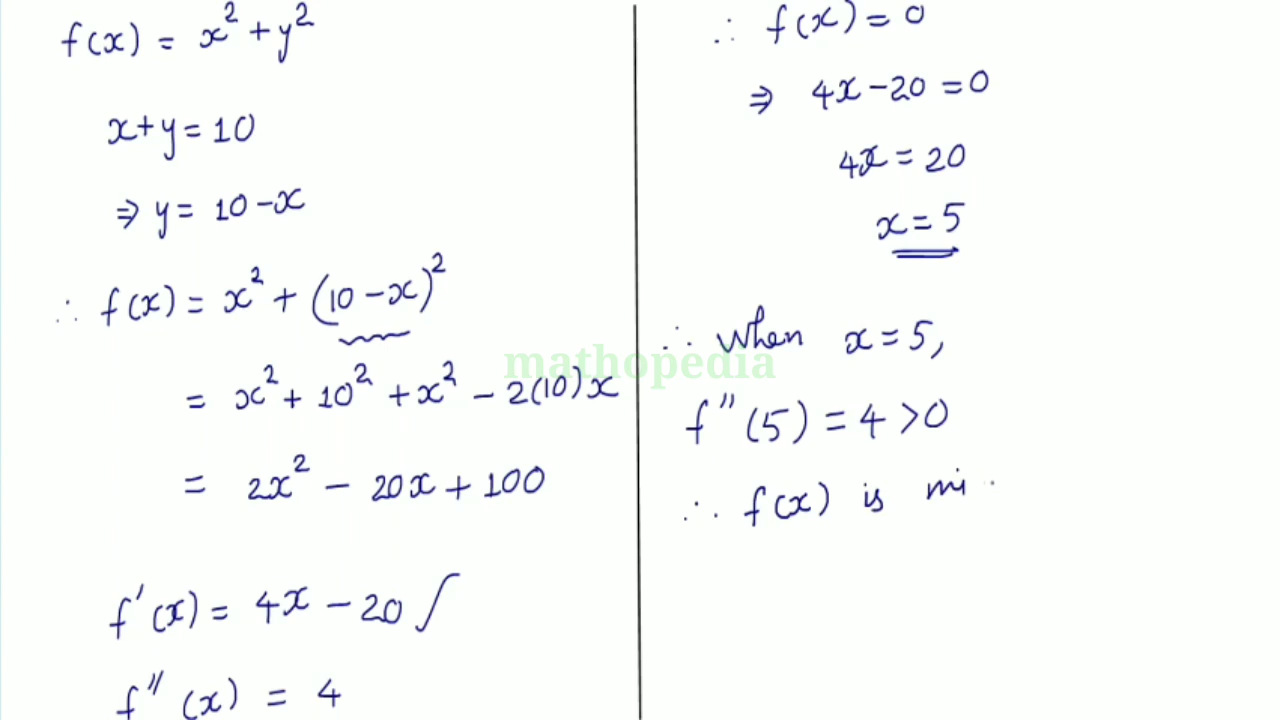 f(x) = x² + y²
x+y = 10
⇒ y = 10 - x
∴ f(x) = x² + (10 - x)²
= x² + 10² + x² - 2(10)x
= 2x² - 20x + 100
f'(x) = 4x - 20
f''(x) = 4
∴ f(x) = 0
⇒ 4x - 20 = 0
4x = 20
x = 5
∴ When x = 5,
f''(5) = 4 > 0
∴ f(x) is mi
mathopedia